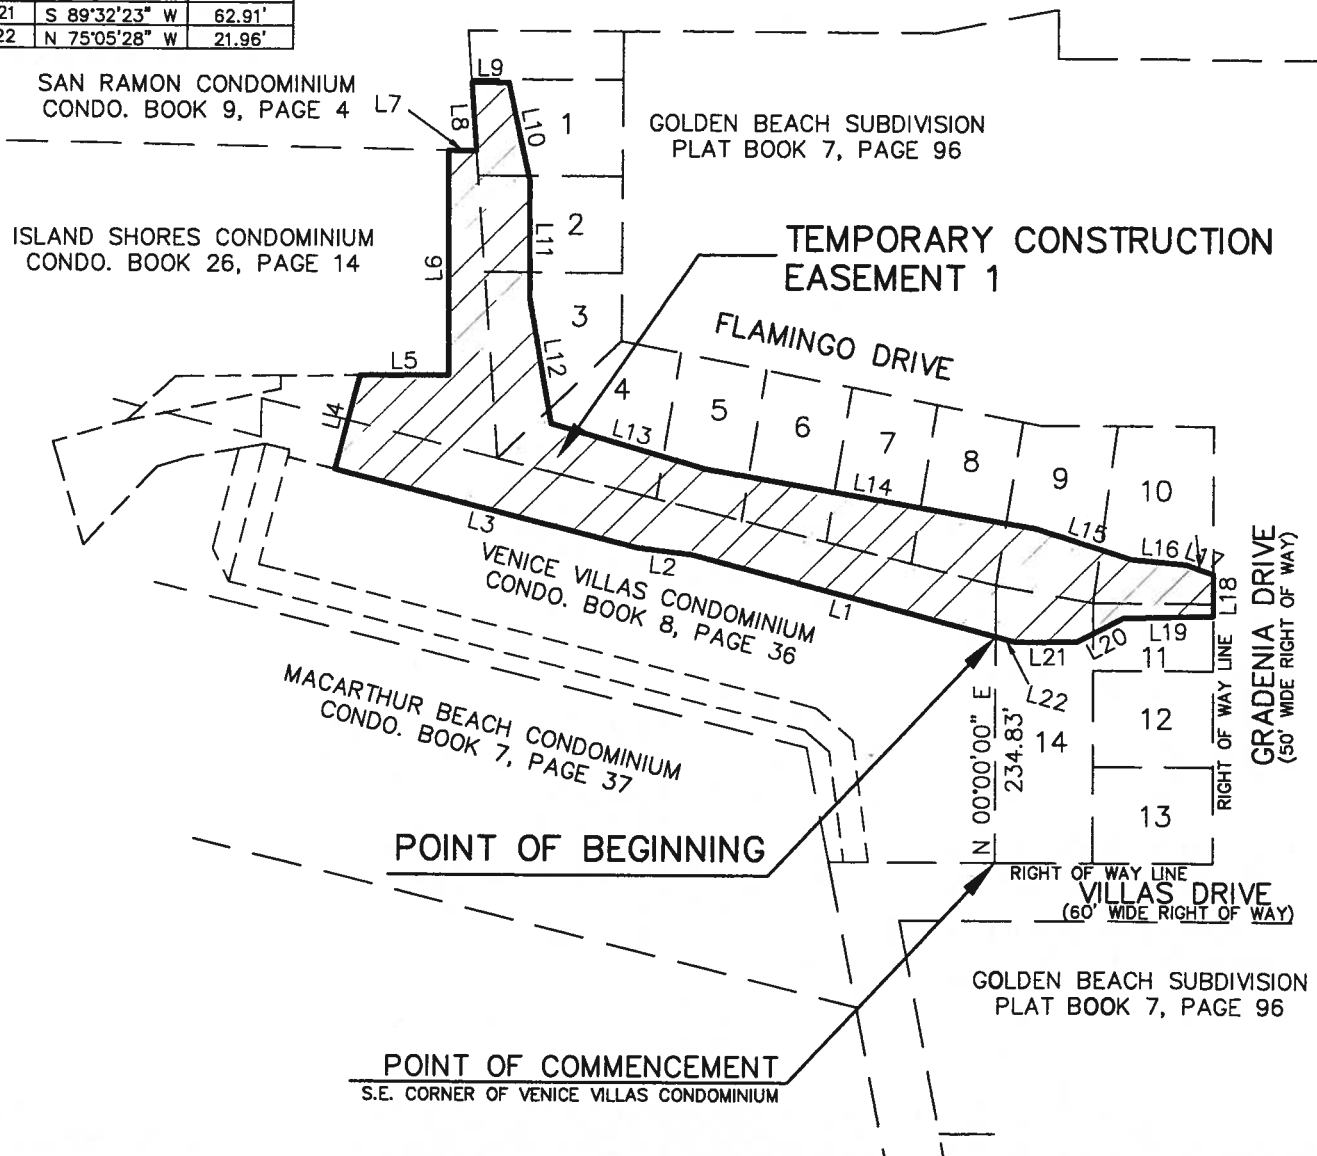 21 S 89°32'23" W 62.91'
22 N 75°05'28" W 21.96'
SAN RAMON CONDOMINIUM
CONDO. BOOK 9, PAGE 4
L7
L9
L8
L10
1
GOLDEN BEACH SUBDIVISION
PLAT BOOK 7, PAGE 96
ISLAND SHORES CONDOMINIUM
CONDO. BOOK 26, PAGE 14
L6
L11
2
TEMPORARY CONSTRUCTION
EASEMENT 1
3
FLAMINGO DRIVE
L5
L12
L4
4
5
6
7
8
9
10
L13
L14
L15
L16
L17
L18
L3
L2
L1
VENICE VILLAS CONDOMINIUM
CONDO. BOOK 8, PAGE 36
L19
L20
L21
L22
11
12
13
14
GRADENIA DRIVE
(50' WIDE RIGHT OF WAY)
RIGHT OF WAY LINE
MACARTHUR BEACH CONDOMINIUM
CONDO. BOOK 7, PAGE 37
N 00°00'00" E
234.83'
POINT OF BEGINNING
RIGHT OF WAY LINE
VILLAS DRIVE
(60' WIDE RIGHT OF WAY)
GOLDEN BEACH SUBDIVISION
PLAT BOOK 7, PAGE 96
POINT OF COMMENCEMENT
S.E. CORNER OF VENICE VILLAS CONDOMINIUM